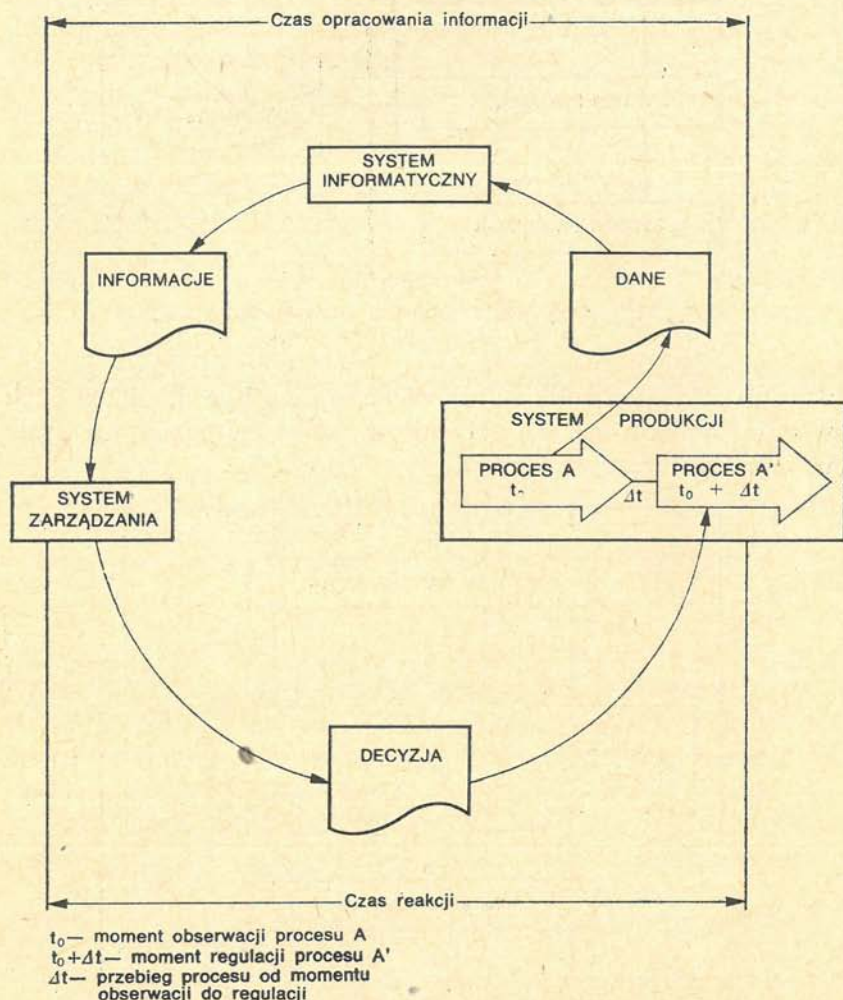 Czas opracowania informacji
SYSTEM
INFORMATYCZNY
INFORMACJE
DANE
SYSTEM PRODUKCJI
PROCES A
t₀
Δt
PROCES A'
t₀ + Δt
SYSTEM
ZARZĄDZANIA
DECYZJA
Czas reakcji
t₀— moment obserwacji procesu A
t₀+Δt— moment regulacji procesu A'
Δt— przebieg procesu od momentu
obserwacji do regulacji